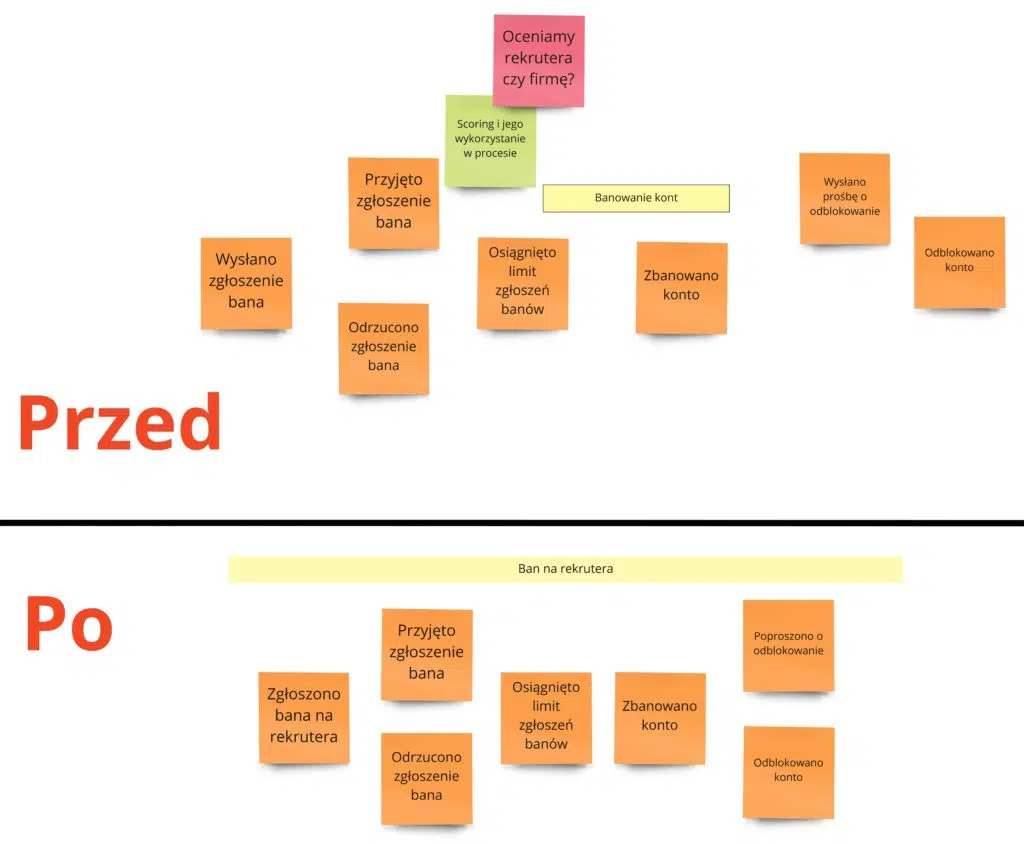 Oceniamy
rekrutera
czy firmę?
Scoring i jego
wykorzystanie
w procesie
Przyjęto
zgłoszenie
bana
Banowanie kont
Wysłano
prośbę o
odblokowanie
Wysłano
zgłoszenie
bana
Osiągnięto
limit
zgłoszeń
banów
Zbanowano
konto
Odblokowano
konto
Odrzucono
zgłoszenie
bana
Przed
Ban na rekrutera
Po
Przyjęto
zgłoszenie
bana
Poproszono o
odblokowanie
Zgłoszono
bana na
rekrutera
Osiągnięto
limit
zgłoszeń
banów
Zbanowano
konto
Odrzucono
zgłoszenie
bana
Odblokowano
konto